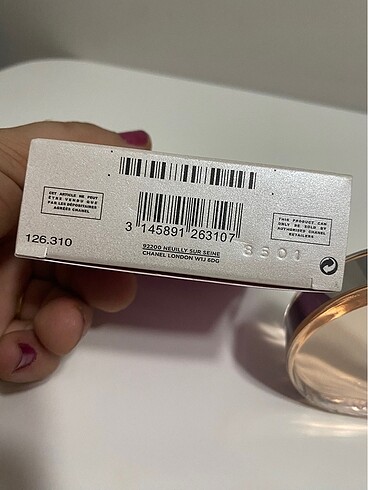 CET ARTICLE NE PEUT
ÊTRE VENDU QUE
PAR LES DÉPOSITAIRES
AGRÉÉS CHANEL
3 145891 263107
THIS PRODUCT CAN
ONLY BE SOLD BY
AUTHORISED CHANEL
RETAILERS
126.310
92200 NEUILLY SUR SEINE
CHANEL LONDON W1J 6DG
3301